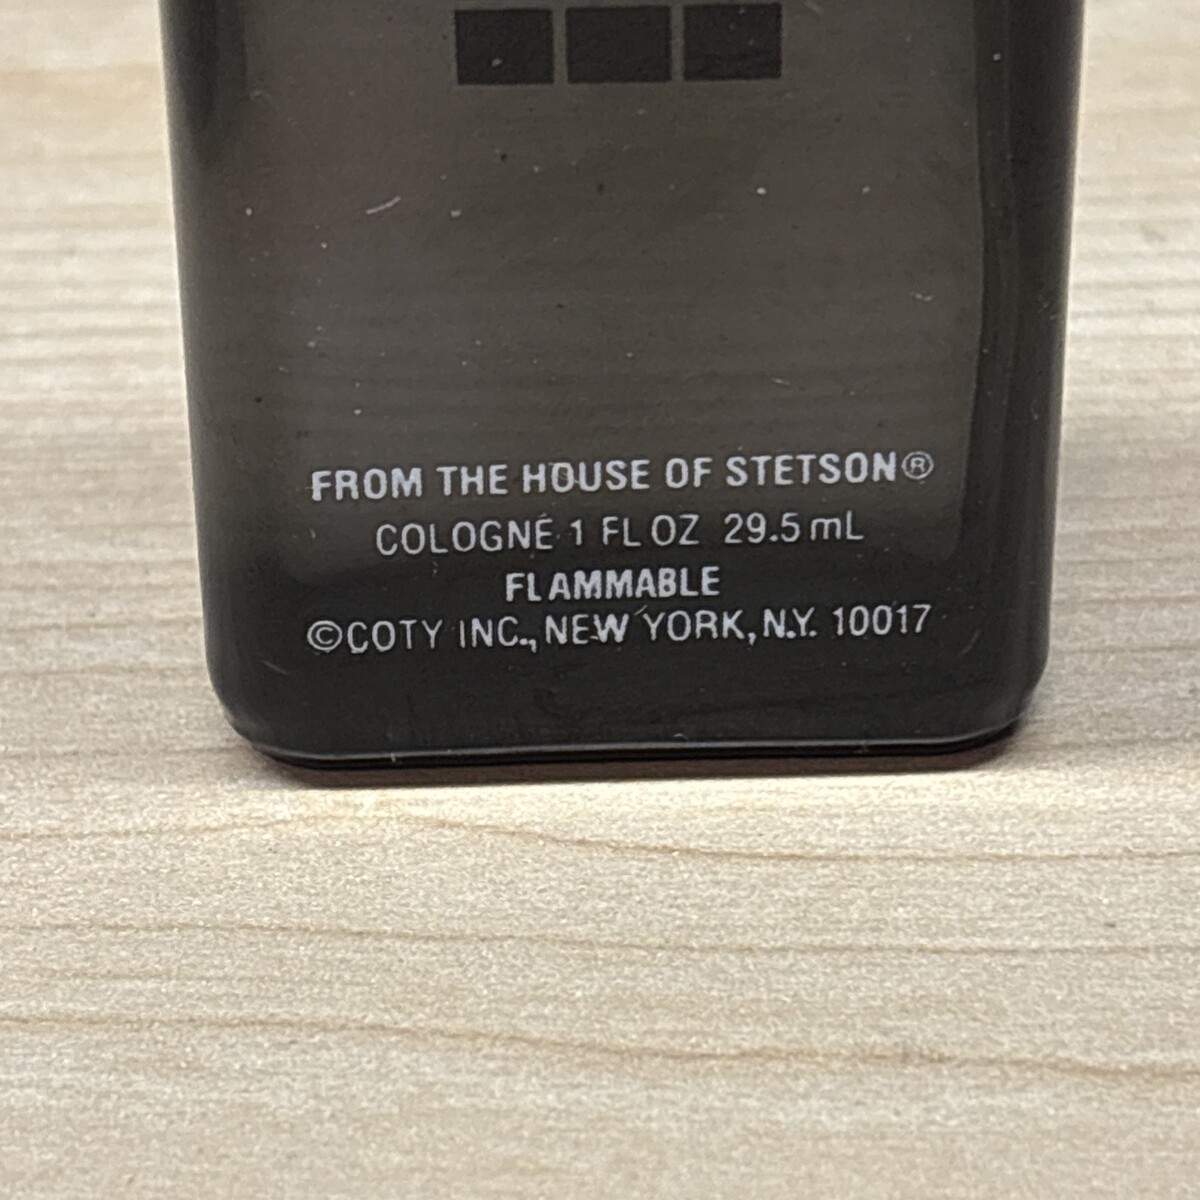 FROM THE HOUSE OF STETSON®
COLOGNE 1 FL OZ 29.5 mL
FLAMMABLE
©COTY INC., NEW YORK, N.Y. 10017